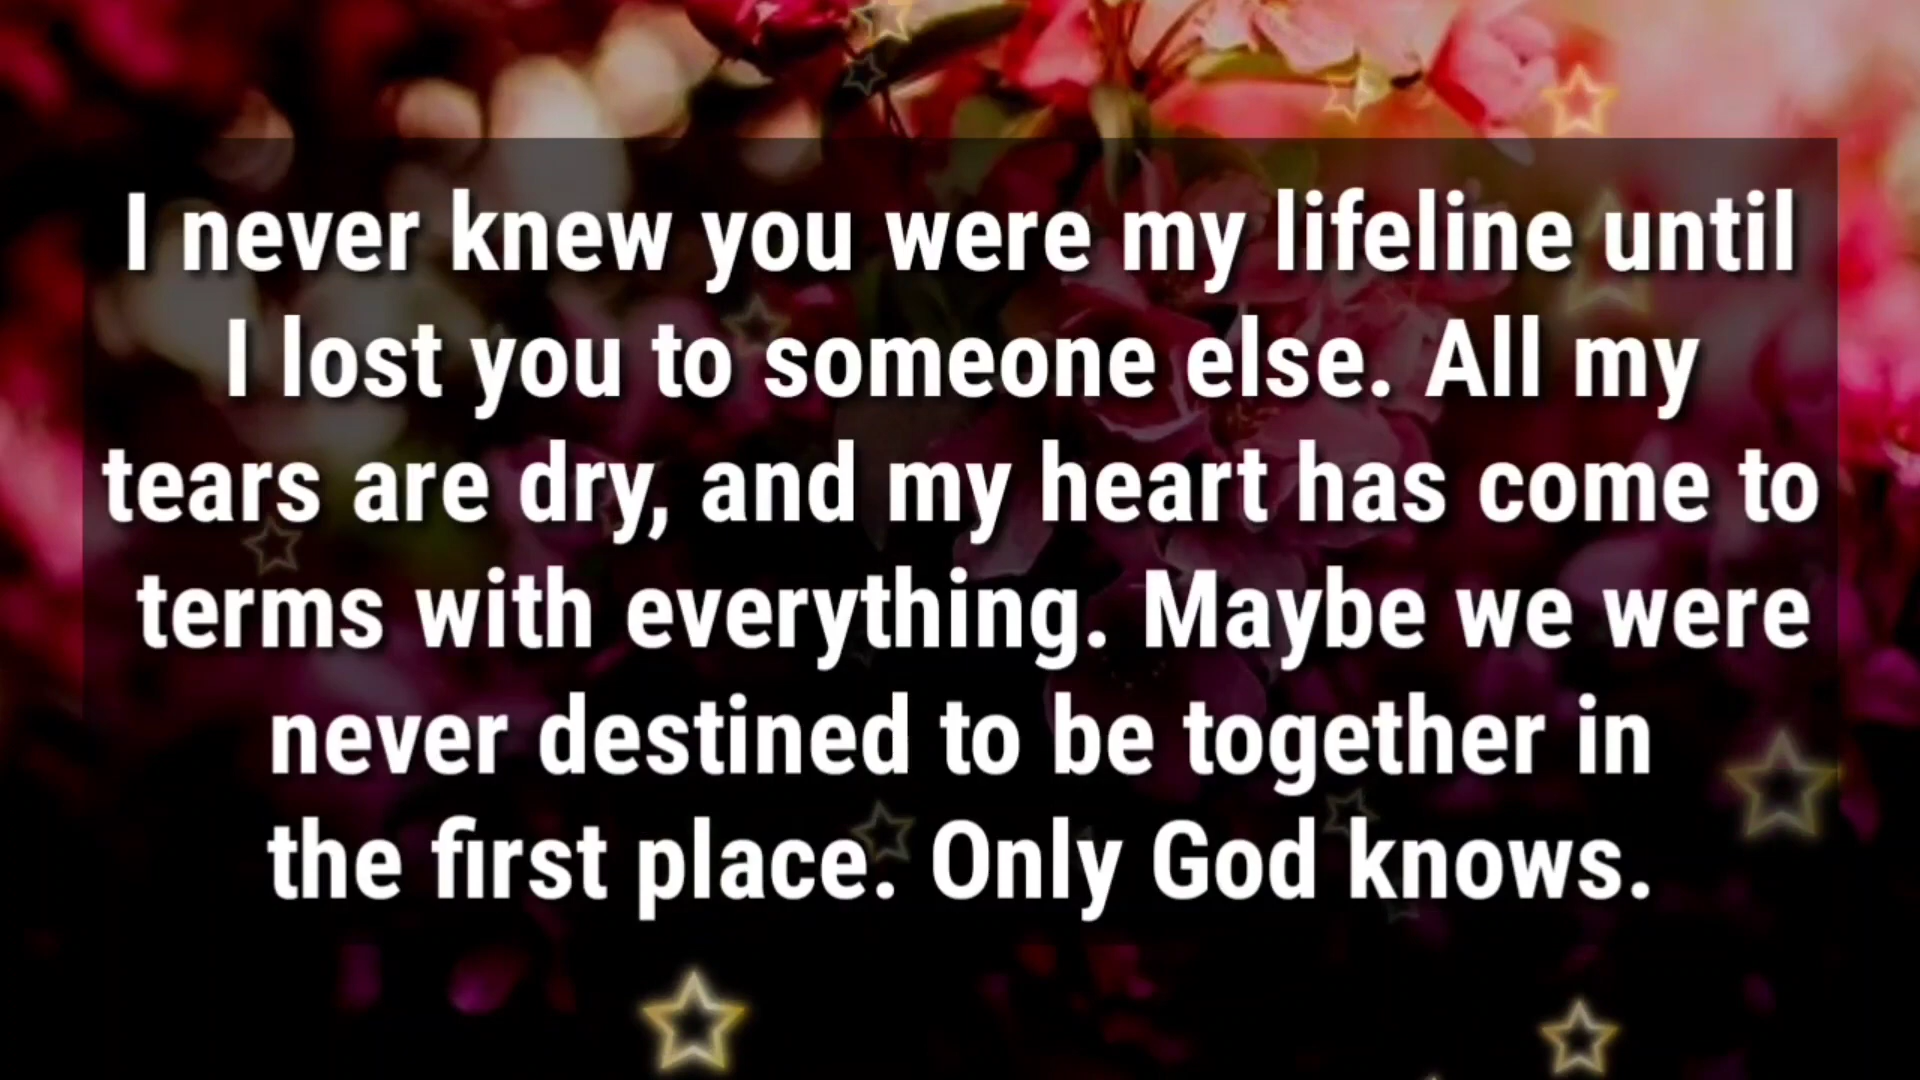 I never knew you were my lifeline until
I lost you to someone else. All my
tears are dry, and my heart has come to
terms with everything. Maybe we were
never destined to be together in
the first place. Only God knows.